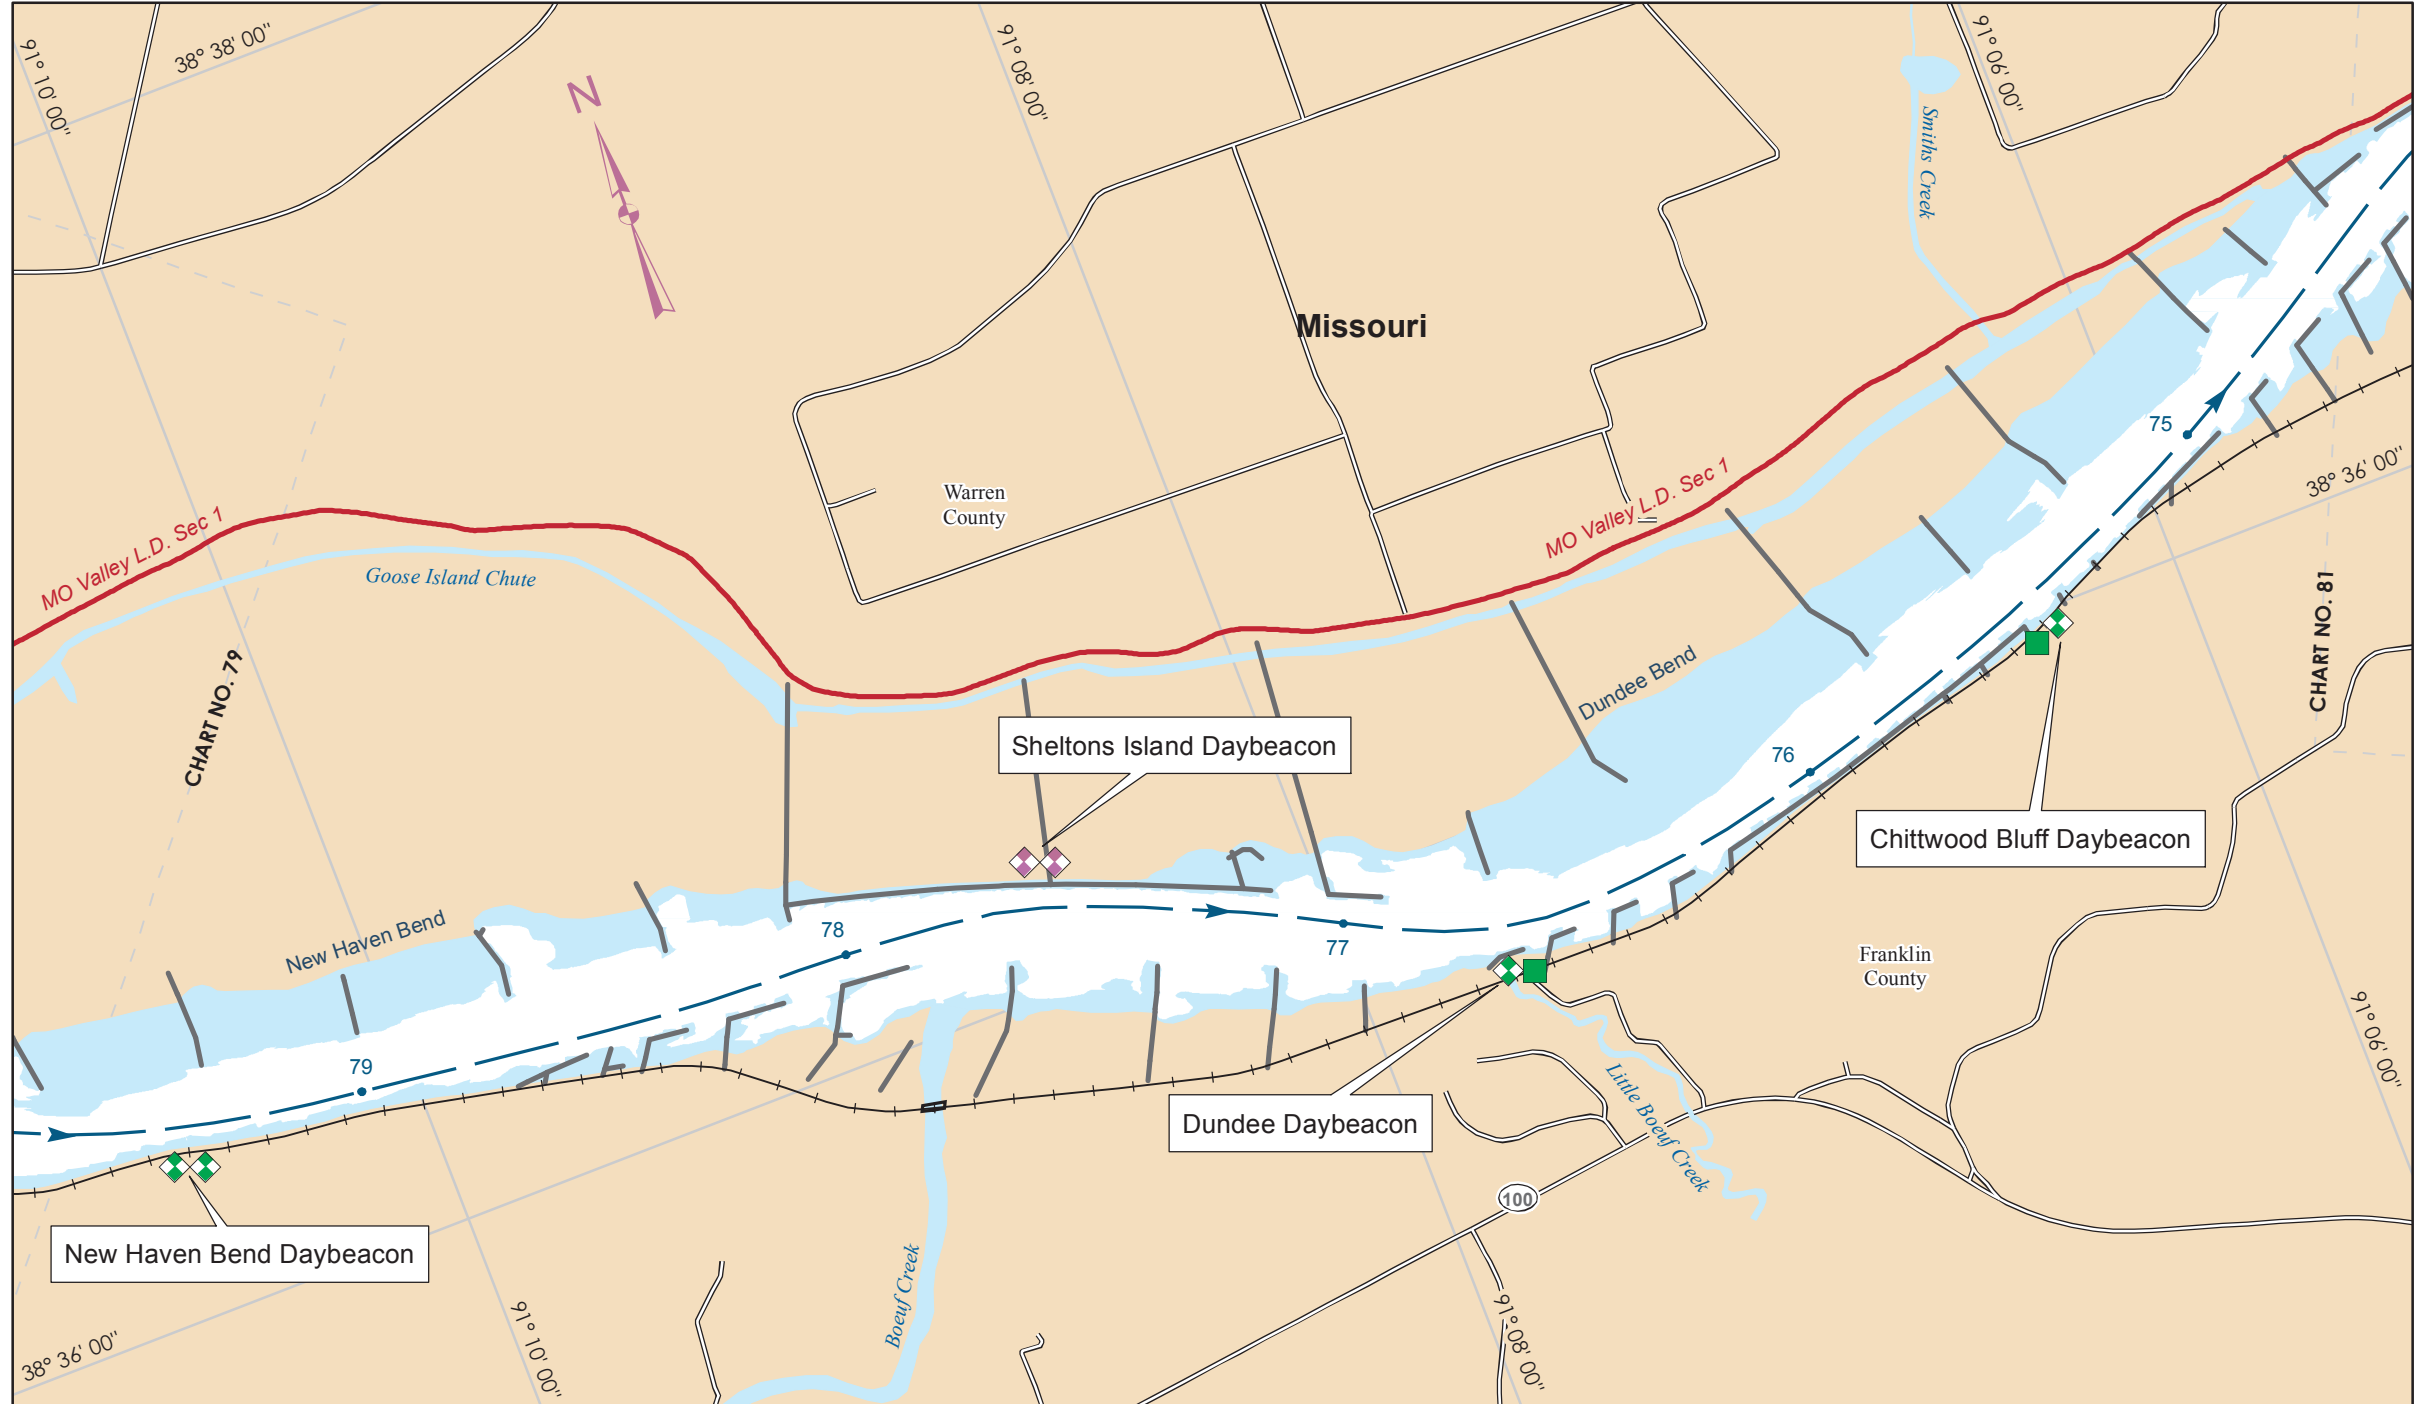 91° 10' 00"
38° 38' 00"
N
91° 08' 00"
91° 06' 00"
Smiths Creek
Missouri
75
38° 36' 00"
Warren
County
MO Valley L.D. Sec 1
MO Valley L.D. Sec 1
Goose Island Chute
CHART NO. 79
CHART NO. 81
Dundee Bend
Sheltons Island Daybeacon
76
Chittwood Bluff Daybeacon
New Haven Bend
78
77
Franklin
County
79
91° 06' 00"
Dundee Daybeacon
Little Boeuf Creek
100
New Haven Bend Daybeacon
Boeuf Creek
38° 36' 00"
91° 10' 00"
91° 08' 00"